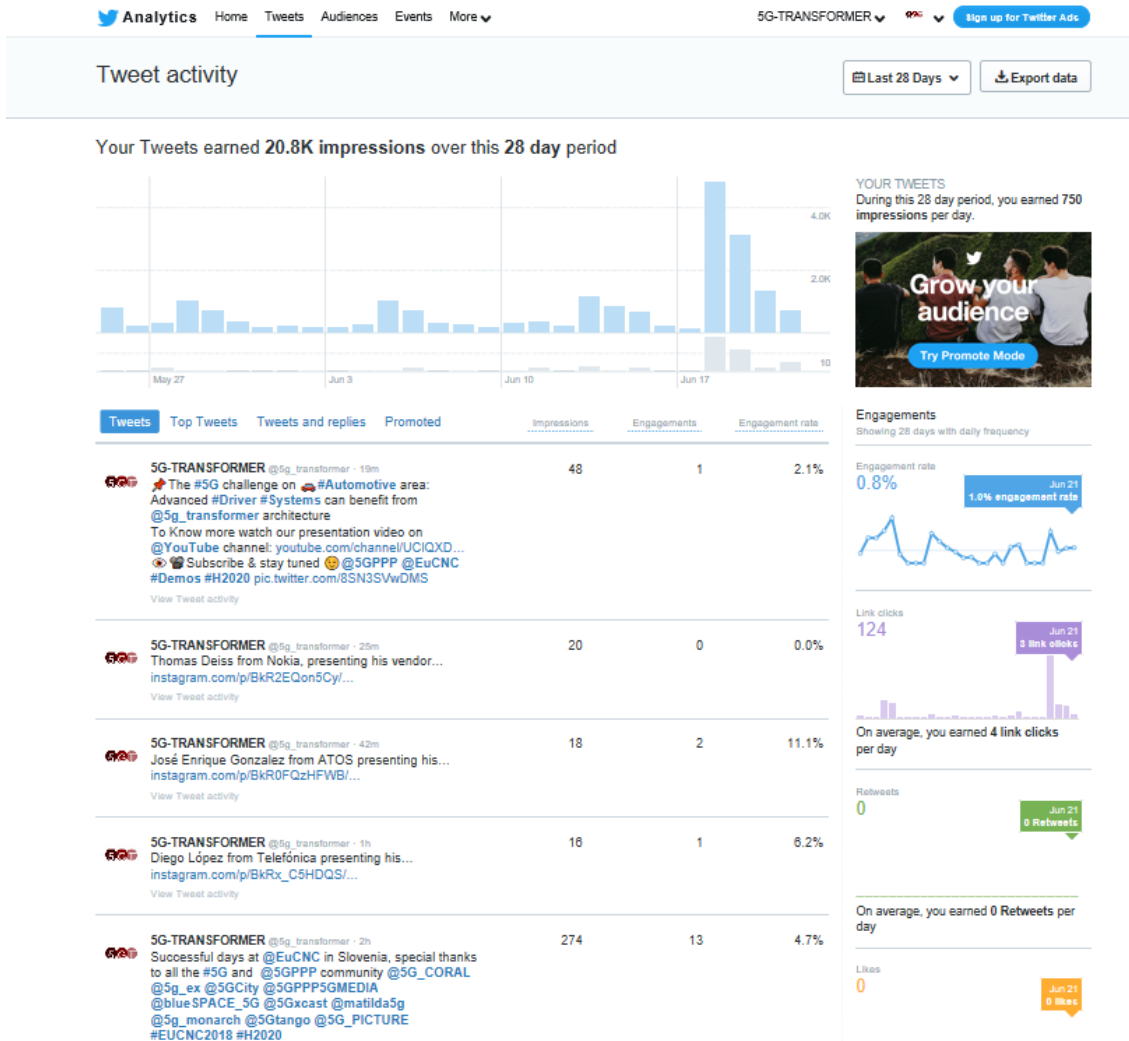 Analytics Home Tweets Audiences Events More 5G-TRANSFORMER Sign up for Twitter Ads
Tweet activity
Last 28 Days Export data
Your Tweets earned 20.8K impressions over this 28 day period
4.0K
2.0K
10
May 27 Jun 3 Jun 10 Jun 17
YOUR TWEETS
During this 28 day period, you earned 750
impressions per day.
Grow your
audience
Try Promote Mode
Tweets Top Tweets Tweets and replies Promoted Impressions Engagements Engagement rate
5G-TRANSFORMER @5g_transformer · 19m 48 1 2.1%
The #5G challenge on #Automotive area:
Advanced #Driver #Systems can benefit from
@5g_transformer architecture
To Know more watch our presentation video on
@YouTube channel: youtube.com/channel/UCIQXD...
Subscribe & stay tuned @5GPPP @EuCNC
#Demos #H2020 pic.twitter.com/8SN3SVwDMS
View Tweet activity
5G-TRANSFORMER @5g_transformer · 25m 20 0 0.0%
Thomas Deiss from Nokia, presenting his vendor...
instagram.com/p/BkR2EQon5Cy/...
View Tweet activity
5G-TRANSFORMER @5g_transformer · 42m 18 2 11.1%
José Enrique Gonzalez from ATOS presenting his...
instagram.com/p/BkR0FQzHFWB/...
View Tweet activity
5G-TRANSFORMER @5g_transformer · 1h 16 1 6.2%
Diego López from Telefónica presenting his...
instagram.com/p/BkRx_C5HDQS/...
View Tweet activity
5G-TRANSFORMER @5g_transformer · 2h 274 13 4.7%
Successful days at @EuCNC in Slovenia, special thanks
to all the #5G and @5GPPP community @5G_CORAL
@5g_ex @5GCity @5GPPP5GMEDIA
@blueSPACE_5G @5Gxcast @matilda5g
@5g_monarch @5Gtango @5G_PICTURE
#EUCNC2018 #H2020
Engagements
Showing 28 days with daily frequency
Engagement rate
0.8%
Jun 21
1.0% engagement rate
Link clicks
124
Jun 21
3 link clicks
On average, you earned 4 link clicks
per day
Retweets
0
Jun 21
0 Retweets
On average, you earned 0 Retweets per
day
Likes
0
Jun 21
0 likes